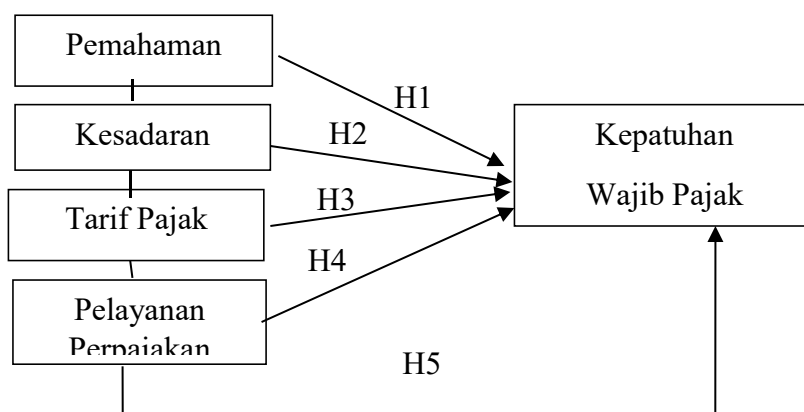 Pemahaman
H1
Kesadaran
H2
Kepatuhan
Wajib Pajak
Tarif Pajak
H3
H4
Pelayanan
Perpajakan
H5